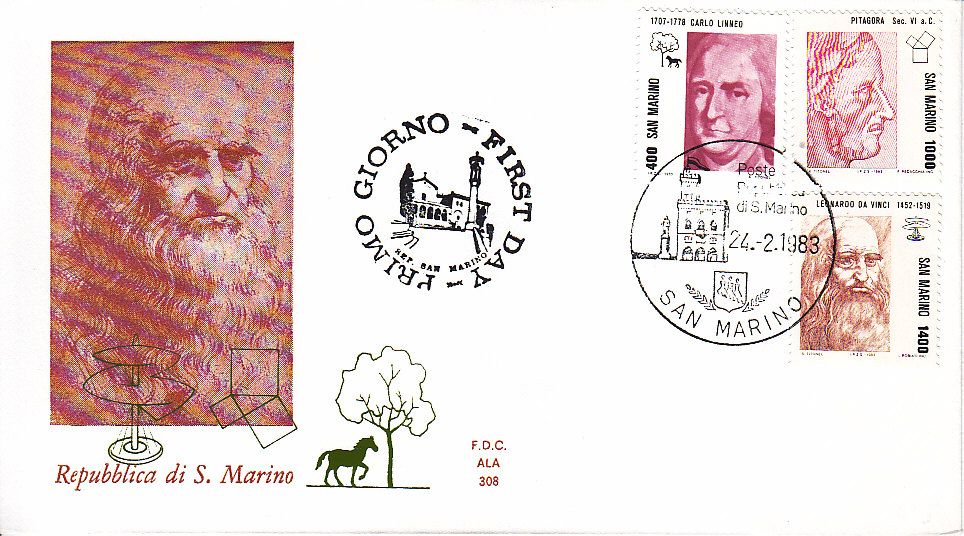 1707-1778 CARLO LINNEO
SAN MARINO
400
PITAGORA Sec. VI a.C.
SAN MARINO
1000
LEONARDO DA VINCI 1452-1519
SAN MARINO
1400
PRIMO GIORNO - FIRST DAY -
REP. SAN MARINO
Poste
di S. Marino
24.-2.1983
SAN MARINO
Repubblica di S. Marino
F.D.C.
ALA
308